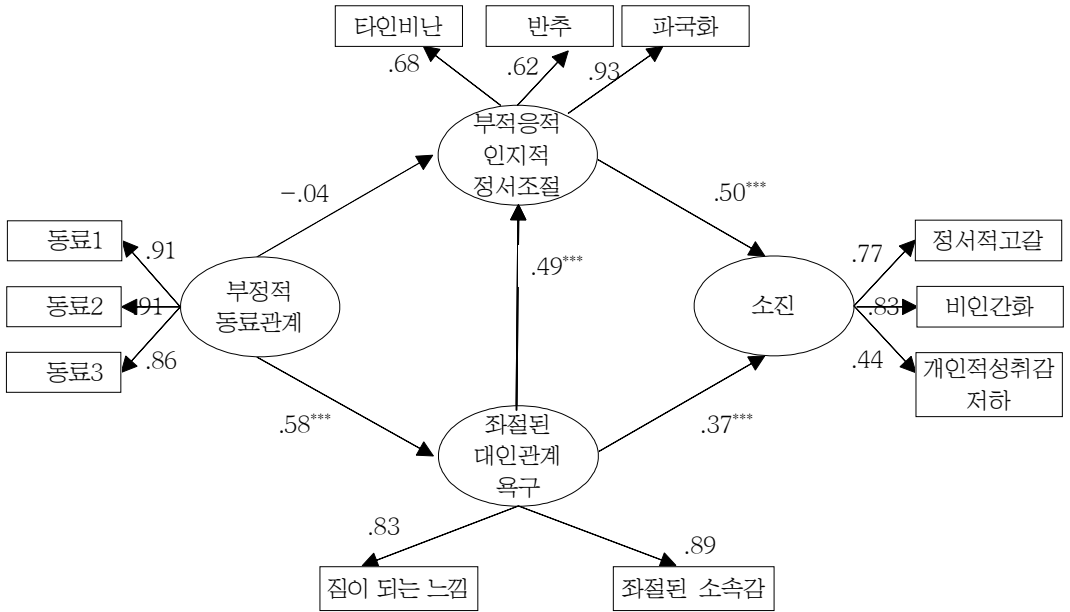 타인비난
반추
파국화
.68
.62
.93
부적응적
인지적
정서조절
-.04
.50***
동료1
.91
동료2
.91
동료3
.86
부정적
동료관계
.49***
소진
.77
정서적고갈
.83
비인간화
.44
개인적성취감
저하
.58***
.37***
좌절된
대인관계
욕구
.83
.89
짐이 되는 느낌
좌절된 소속감